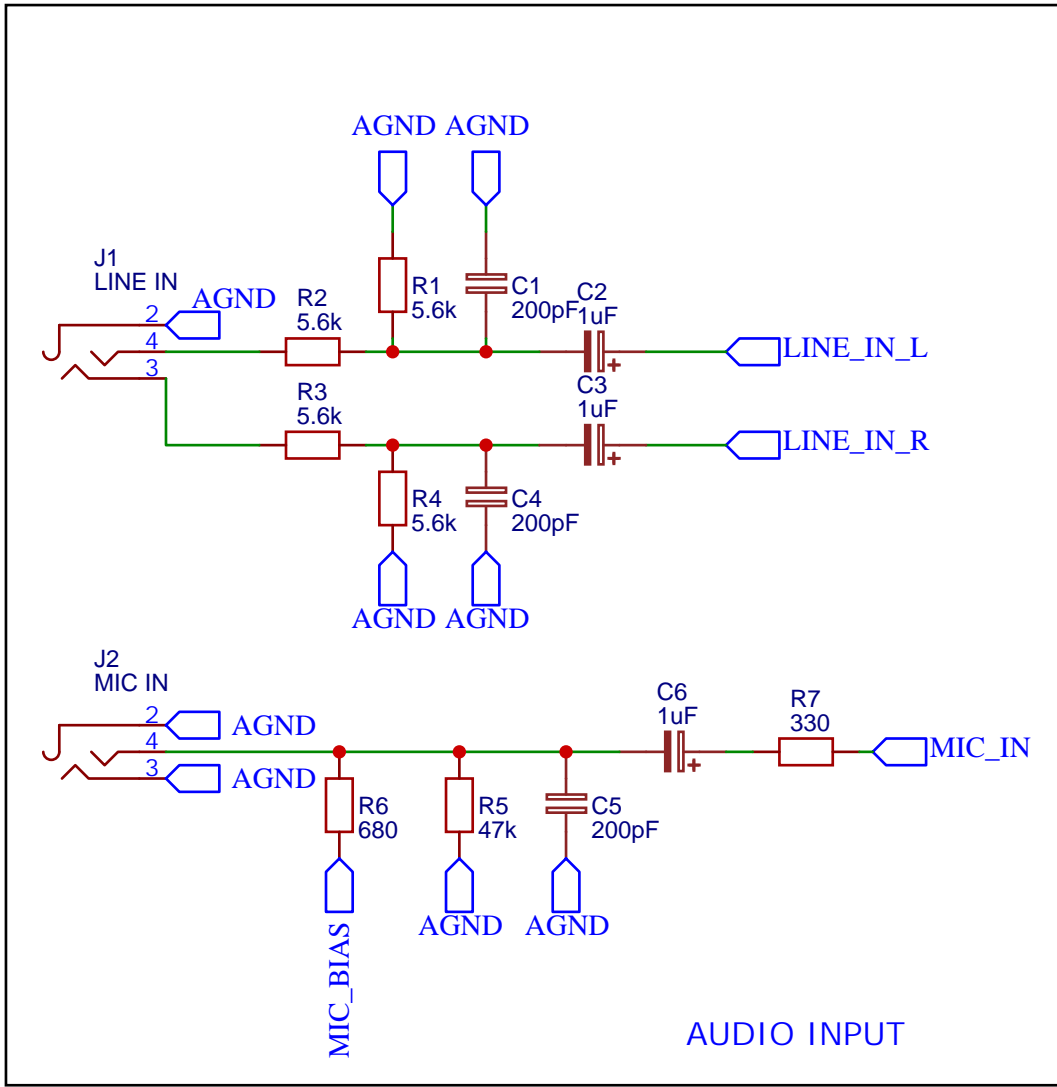 AGND AGND
J1
LINE IN
AGND
2
4
3
R2
5.6k
R1
5.6k
C1
200pF
C2
1uF
LINE_IN_L
R3
5.6k
C3
1uF
LINE_IN_R
R4
5.6k
C4
200pF
AGND AGND
J2
MIC IN
2
AGND
4
3
AGND
C6
1uF
R7
330
MIC_IN
R6
680
R5
47k
C5
200pF
AGND
AGND
MIC_BIAS
AUDIO INPUT